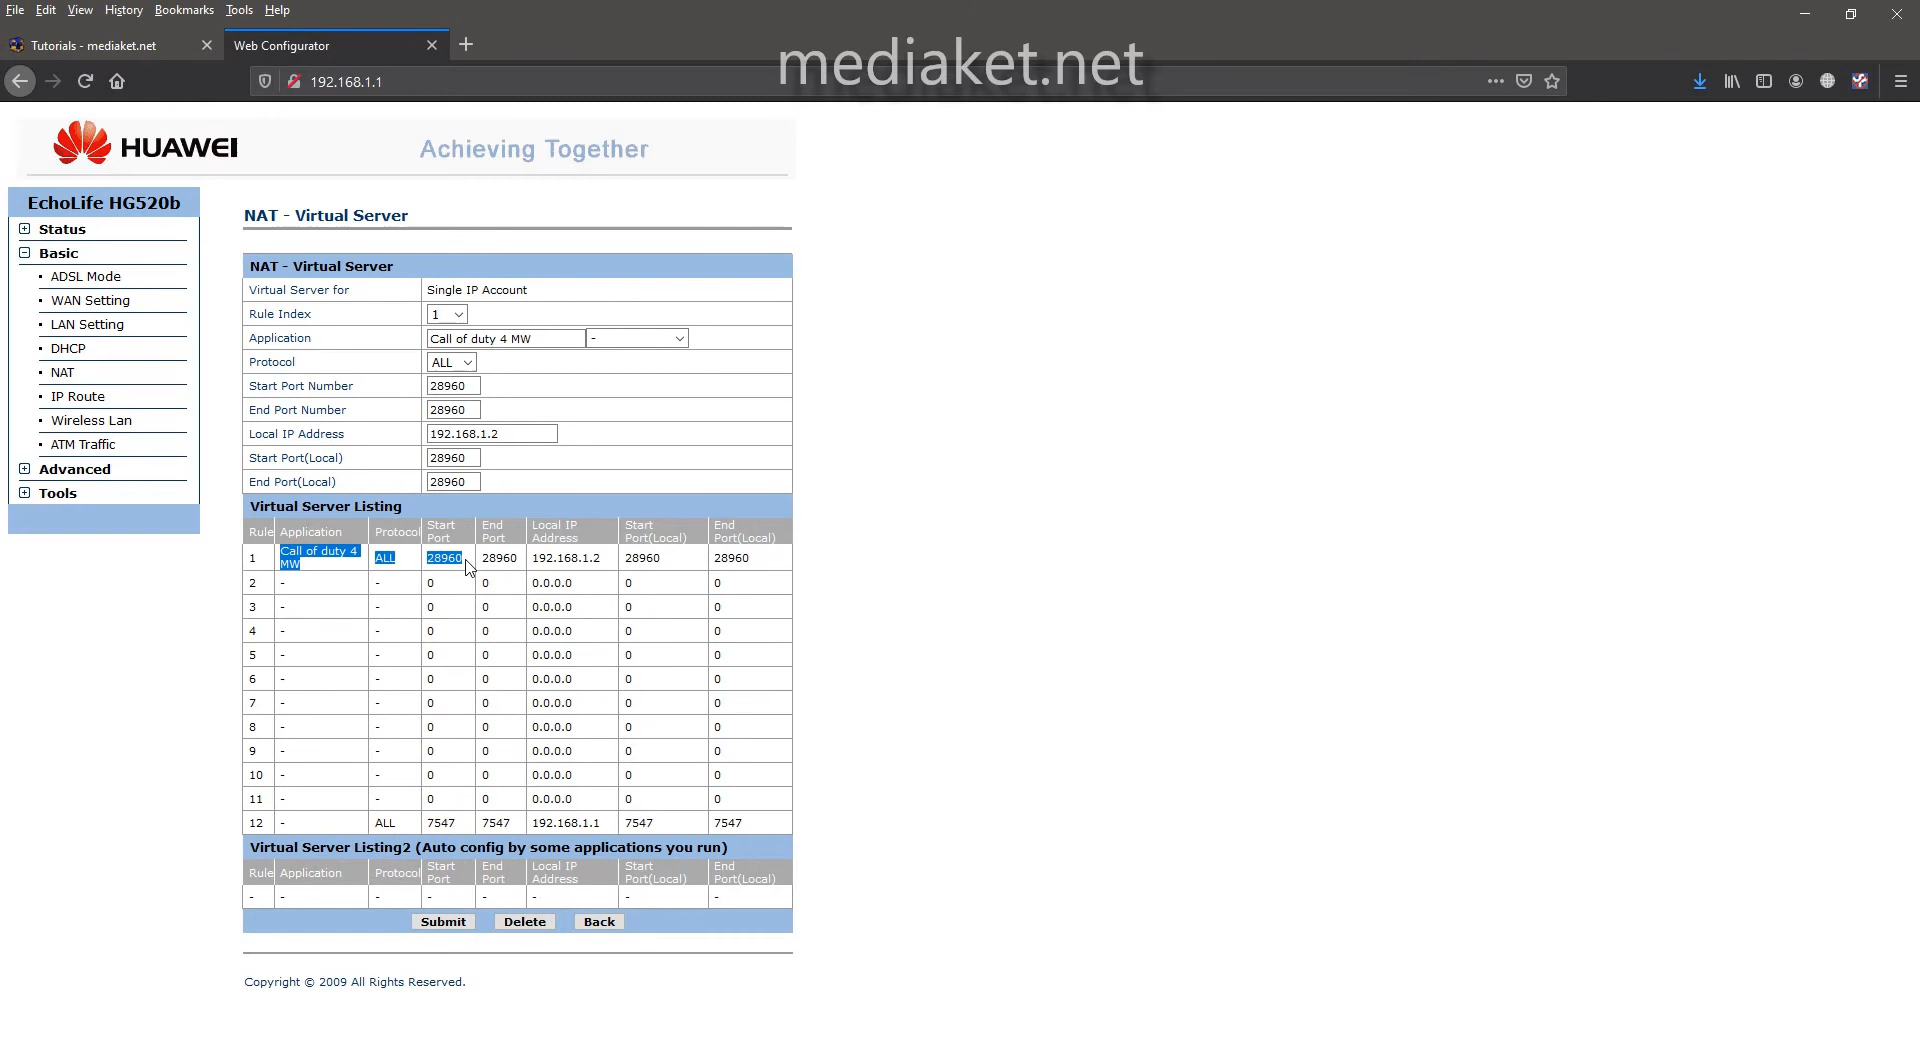 File Edit View History Bookmarks Tools Help
Tutorials - mediaket.net
Web Configurator
mediaket.net
192.168.1.1
HUAWEI
Achieving Together
EchoLife HG520b
Status
Basic
ADSL Mode
WAN Setting
LAN Setting
DHCP
NAT
IP Route
Wireless Lan
ATM Traffic
Advanced
Tools
NAT - Virtual Server
NAT - Virtual Server
Virtual Server for Single IP Account
Rule Index 1
Application Call of duty 4 MW -
Protocol ALL
Start Port Number 28960
End Port Number 28960
Local IP Address 192.168.1.2
Start Port(Local) 28960
End Port(Local) 28960
Virtual Server Listing
Rule Application Protocol Start Port End Port Local IP Address Start Port(Local) End Port(Local)
1 Call of duty 4 MW ALL 28960 28960 192.168.1.2 28960 28960
2 - - 0 0 0.0.0.0 0 0
3 - - 0 0 0.0.0.0 0 0
4 - - 0 0 0.0.0.0 0 0
5 - - 0 0 0.0.0.0 0 0
6 - - 0 0 0.0.0.0 0 0
7 - - 0 0 0.0.0.0 0 0
8 - - 0 0 0.0.0.0 0 0
9 - - 0 0 0.0.0.0 0 0
10 - - 0 0 0.0.0.0 0 0
11 - - 0 0 0.0.0.0 0 0
12 - ALL 7547 7547 192.168.1.1 7547 7547
Virtual Server Listing2 (Auto config by some applications you run)
Rule Application Protocol Start Port End Port Local IP Address Start Port(Local) End Port(Local)
- - - - - - - -
Submit Delete Back
Copyright © 2009 All Rights Reserved.